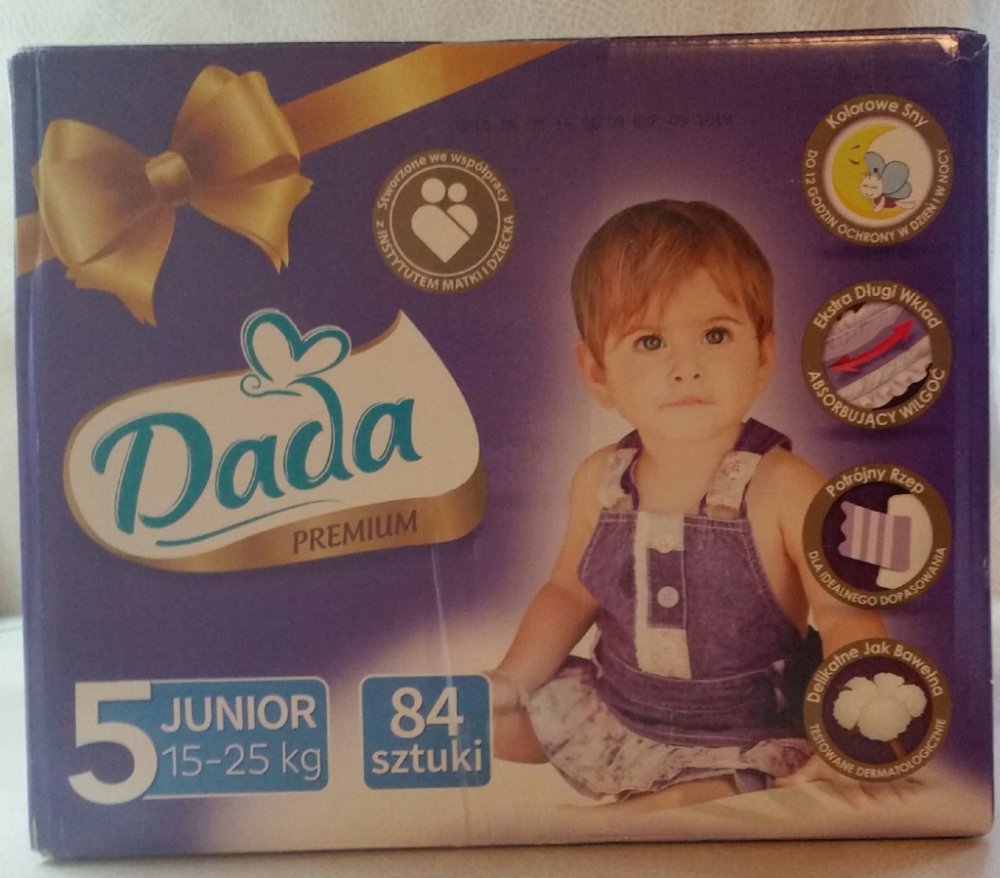 Stworzone we współpracy
z INSTYTUTEM MATKI I DZIECKA
Kolorowe Sny
DO 12 GODZIN OCHRONY W DZIEŃ I W NOCY
Ekstra Długi Wkład
ABSORBUJĄCY WILGOĆ
Dada
PREMIUM
Potrójny Rzep
DLA IDEALNEGO DOPASOWANIA
Delikatne Jak Bawełna
TESTOWANE DERMATOLOGICZNIE
5 JUNIOR
15-25 kg
84
sztuki